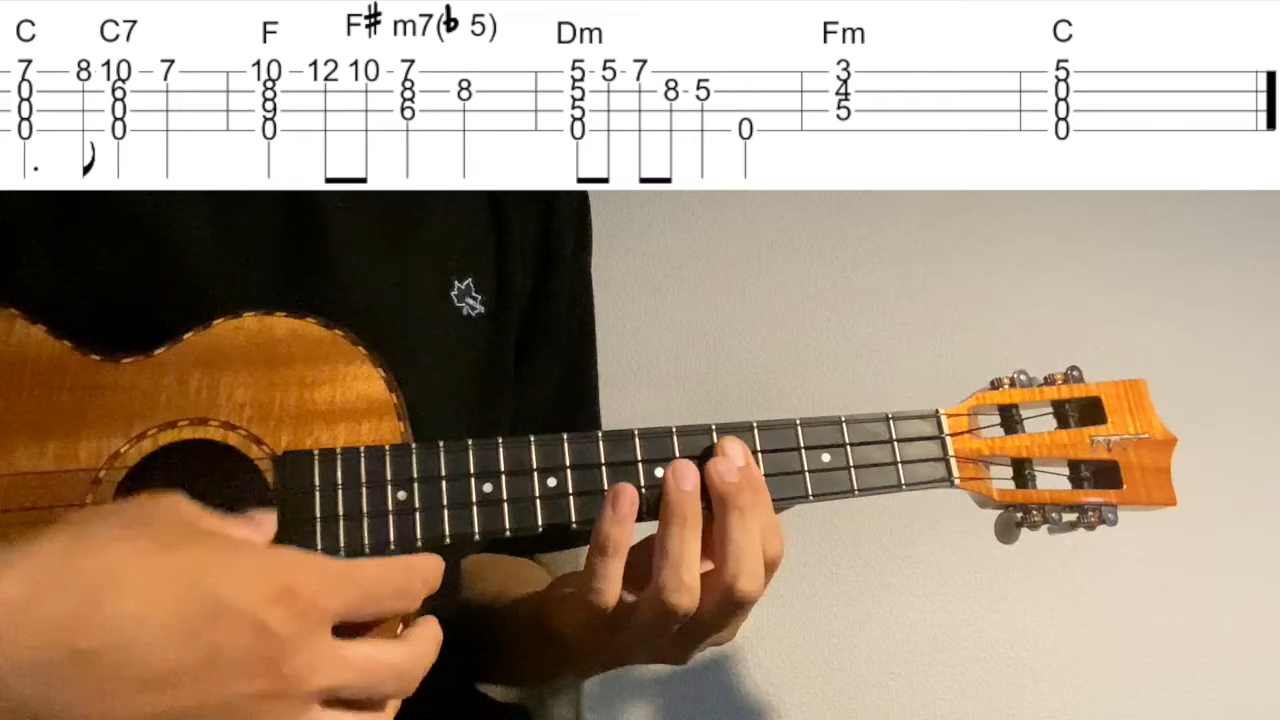 C C7 F F♯ m7(♭ 5) Dm Fm C
7 8 10 7 10 12 10 7 5 5 7 3 5
0 6 8 8 8 5 8 5 4 0
0 0 9 6 5 5 0
0 0 0 0 0 0